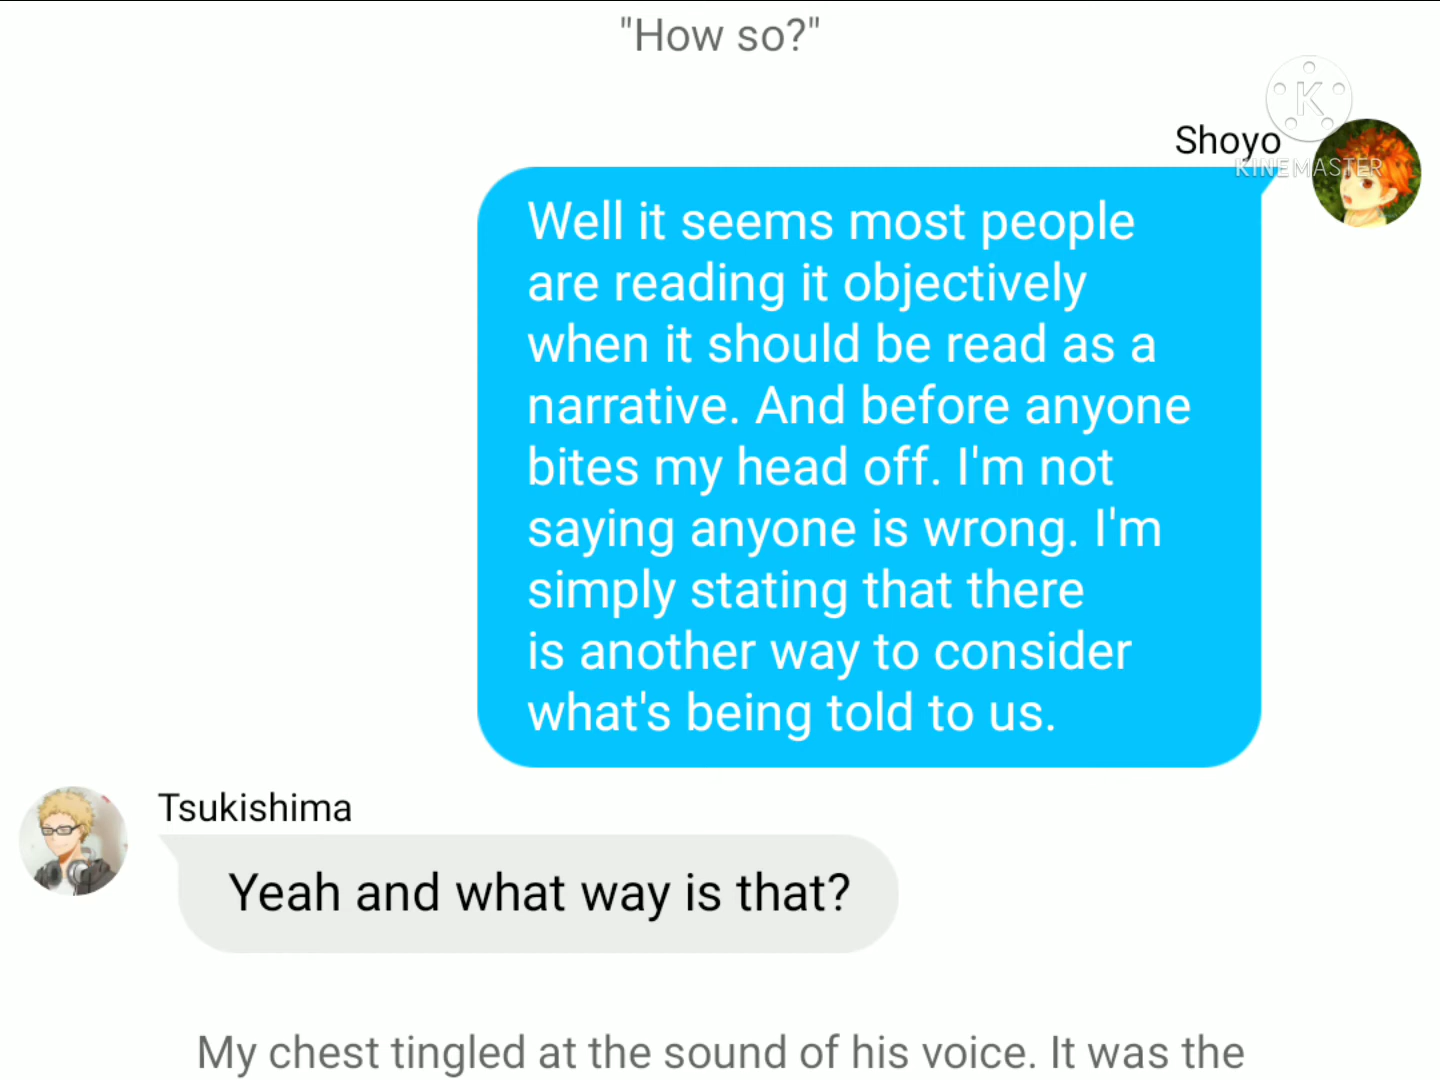 "How so?"
K
Shoyo
KINEMASTER
Well it seems most people
are reading it objectively
when it should be read as a
narrative. And before anyone
bites my head off. I'm not
saying anyone is wrong. I'm
simply stating that there
is another way to consider
what's being told to us.
Tsukishima
Yeah and what way is that?
My chest tingled at the sound of his voice. It was the